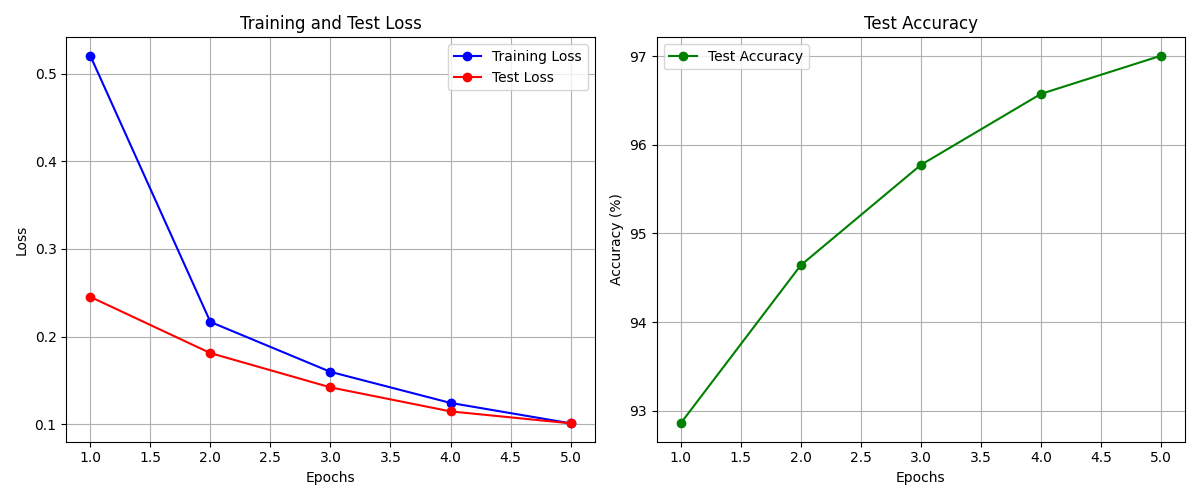 Training and Test Loss
Training Loss
Test Loss
0.5
0.4
0.3
0.2
0.1
Loss
1.0 1.5 2.0 2.5 3.0 3.5 4.0 4.5 5.0
Epochs
Test Accuracy
Test Accuracy
97
96
95
94
93
Accuracy (%)
1.0 1.5 2.0 2.5 3.0 3.5 4.0 4.5 5.0
Epochs